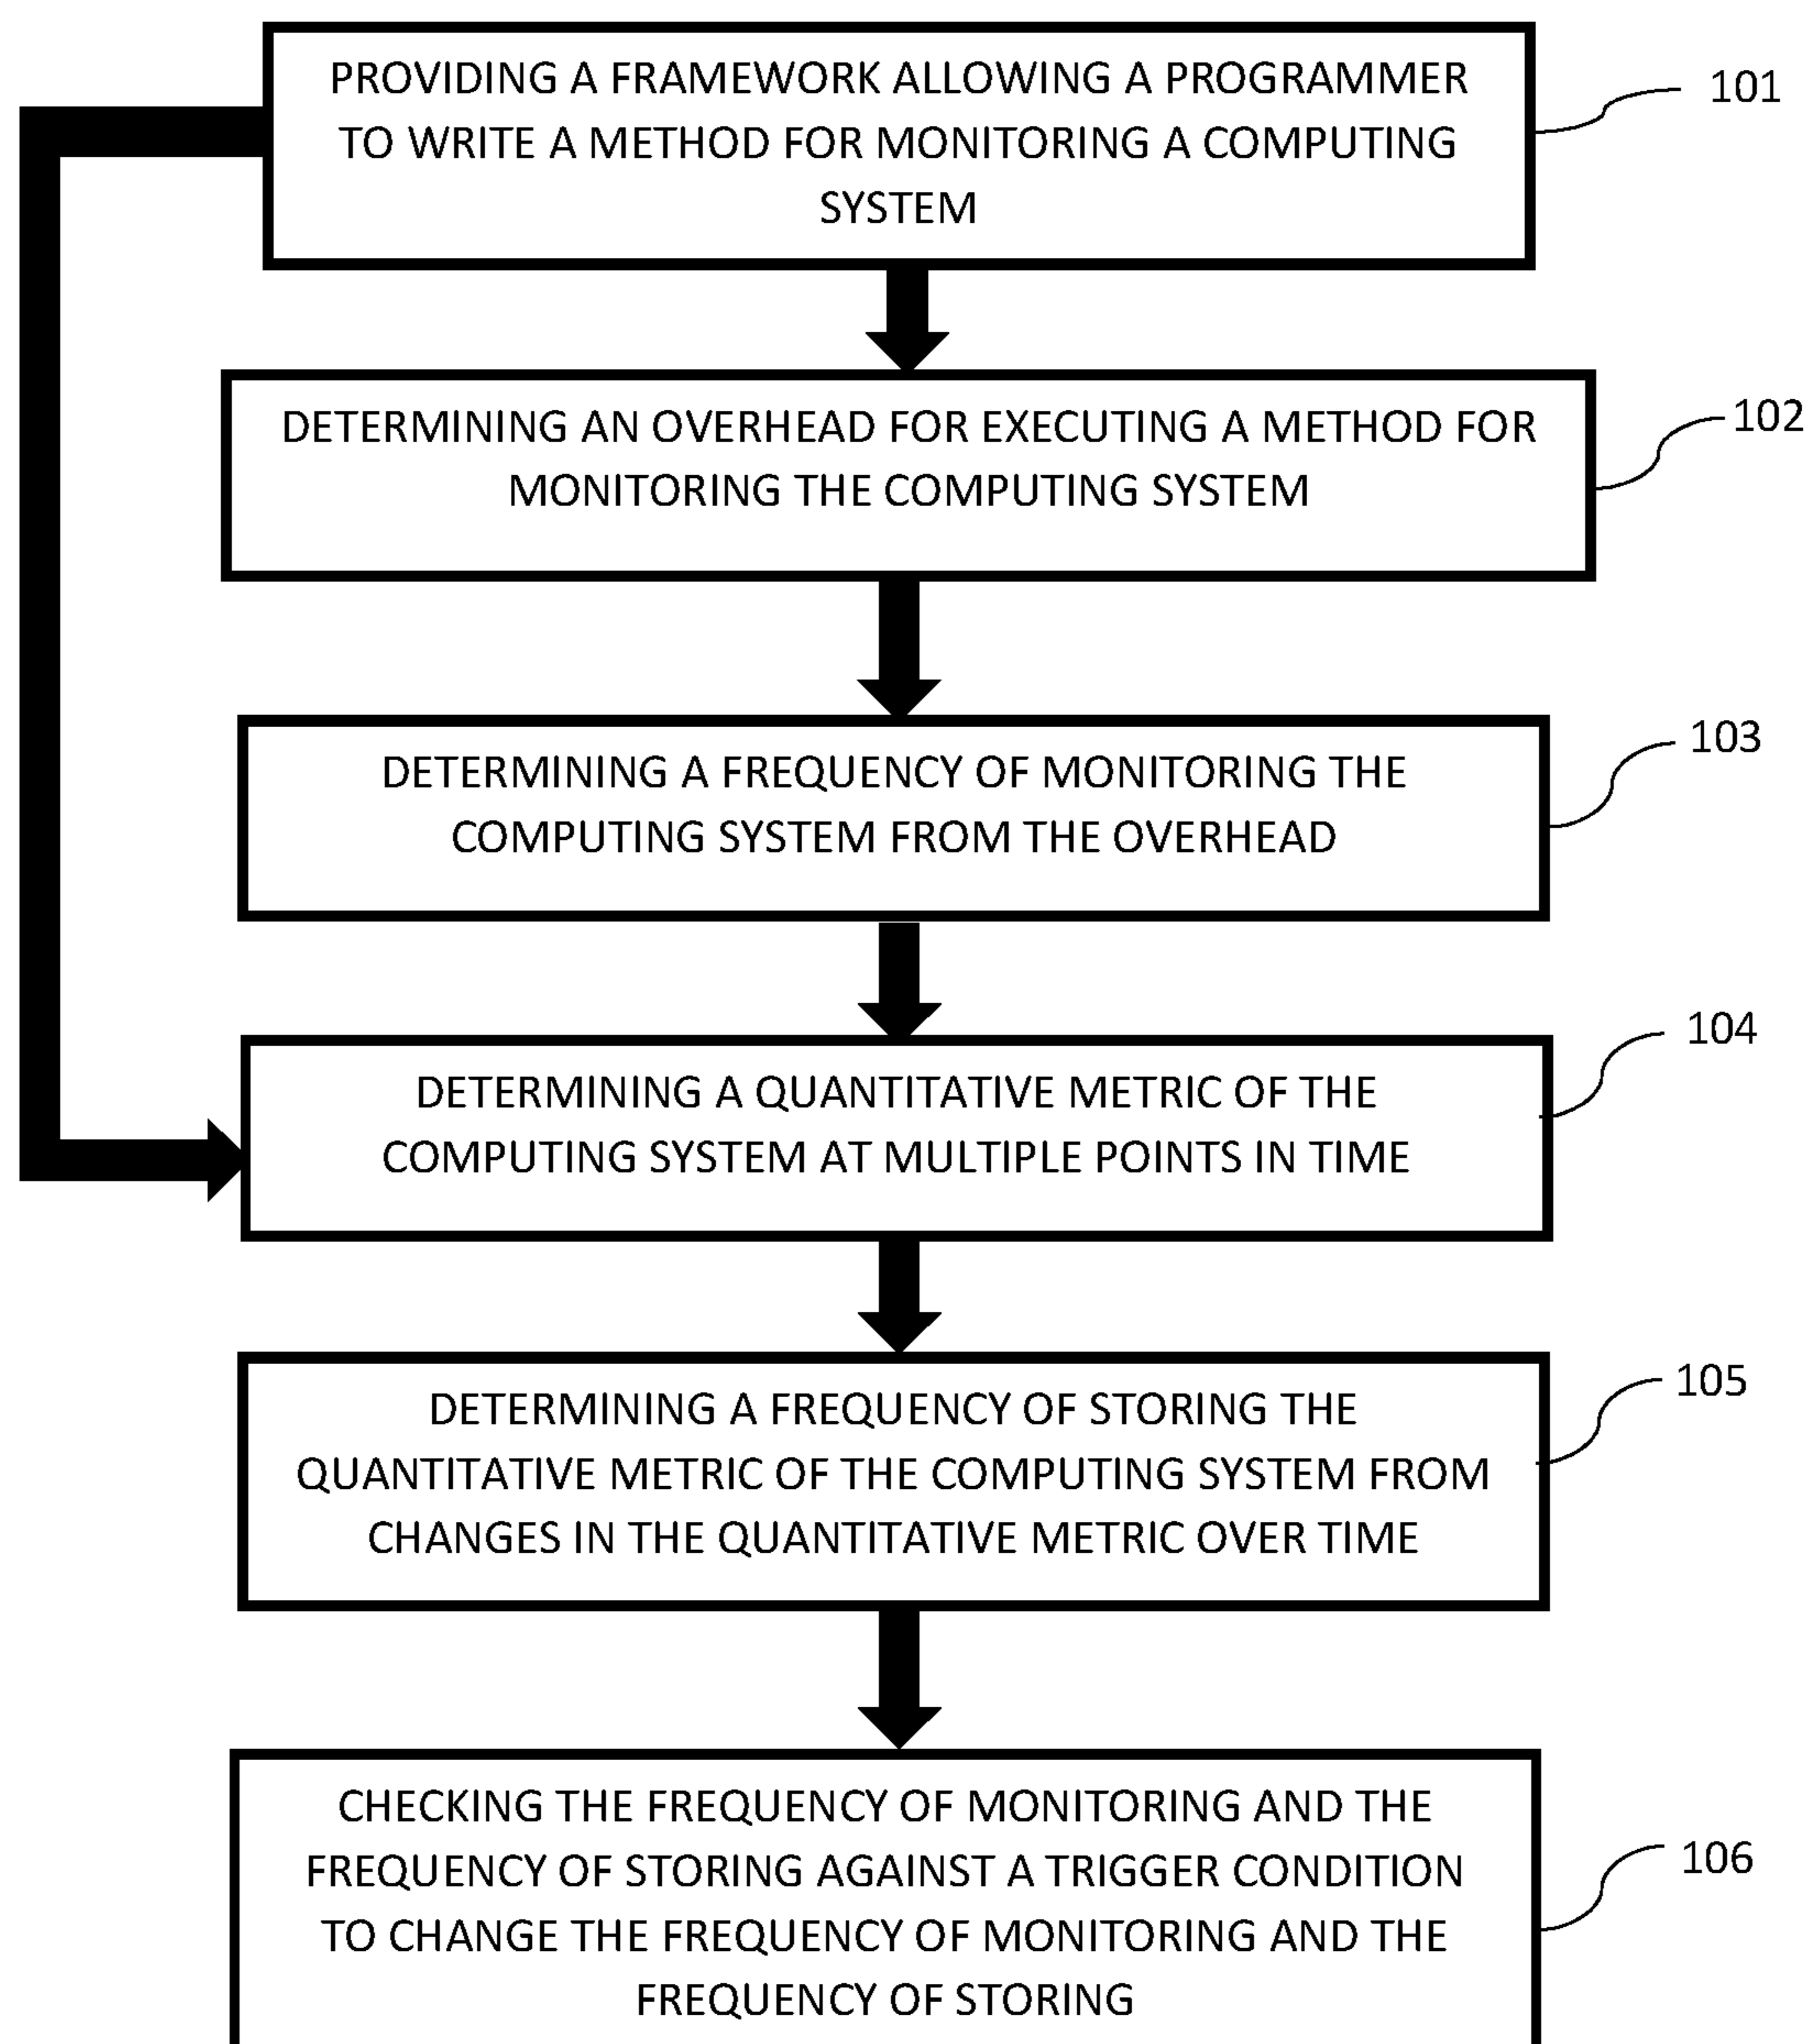 PROVIDING A FRAMEWORK ALLOWING A PROGRAMMER
TO WRITE A METHOD FOR MONITORING A COMPUTING
SYSTEM
101
DETERMINING AN OVERHEAD FOR EXECUTING A METHOD FOR
MONITORING THE COMPUTING SYSTEM
102
DETERMINING A FREQUENCY OF MONITORING THE
COMPUTING SYSTEM FROM THE OVERHEAD
103
DETERMINING A QUANTITATIVE METRIC OF THE
COMPUTING SYSTEM AT MULTIPLE POINTS IN TIME
104
DETERMINING A FREQUENCY OF STORING THE
QUANTITATIVE METRIC OF THE COMPUTING SYSTEM FROM
CHANGES IN THE QUANTITATIVE METRIC OVER TIME
105
CHECKING THE FREQUENCY OF MONITORING AND THE
FREQUENCY OF STORING AGAINST A TRIGGER CONDITION
TO CHANGE THE FREQUENCY OF MONITORING AND THE
FREQUENCY OF STORING
106